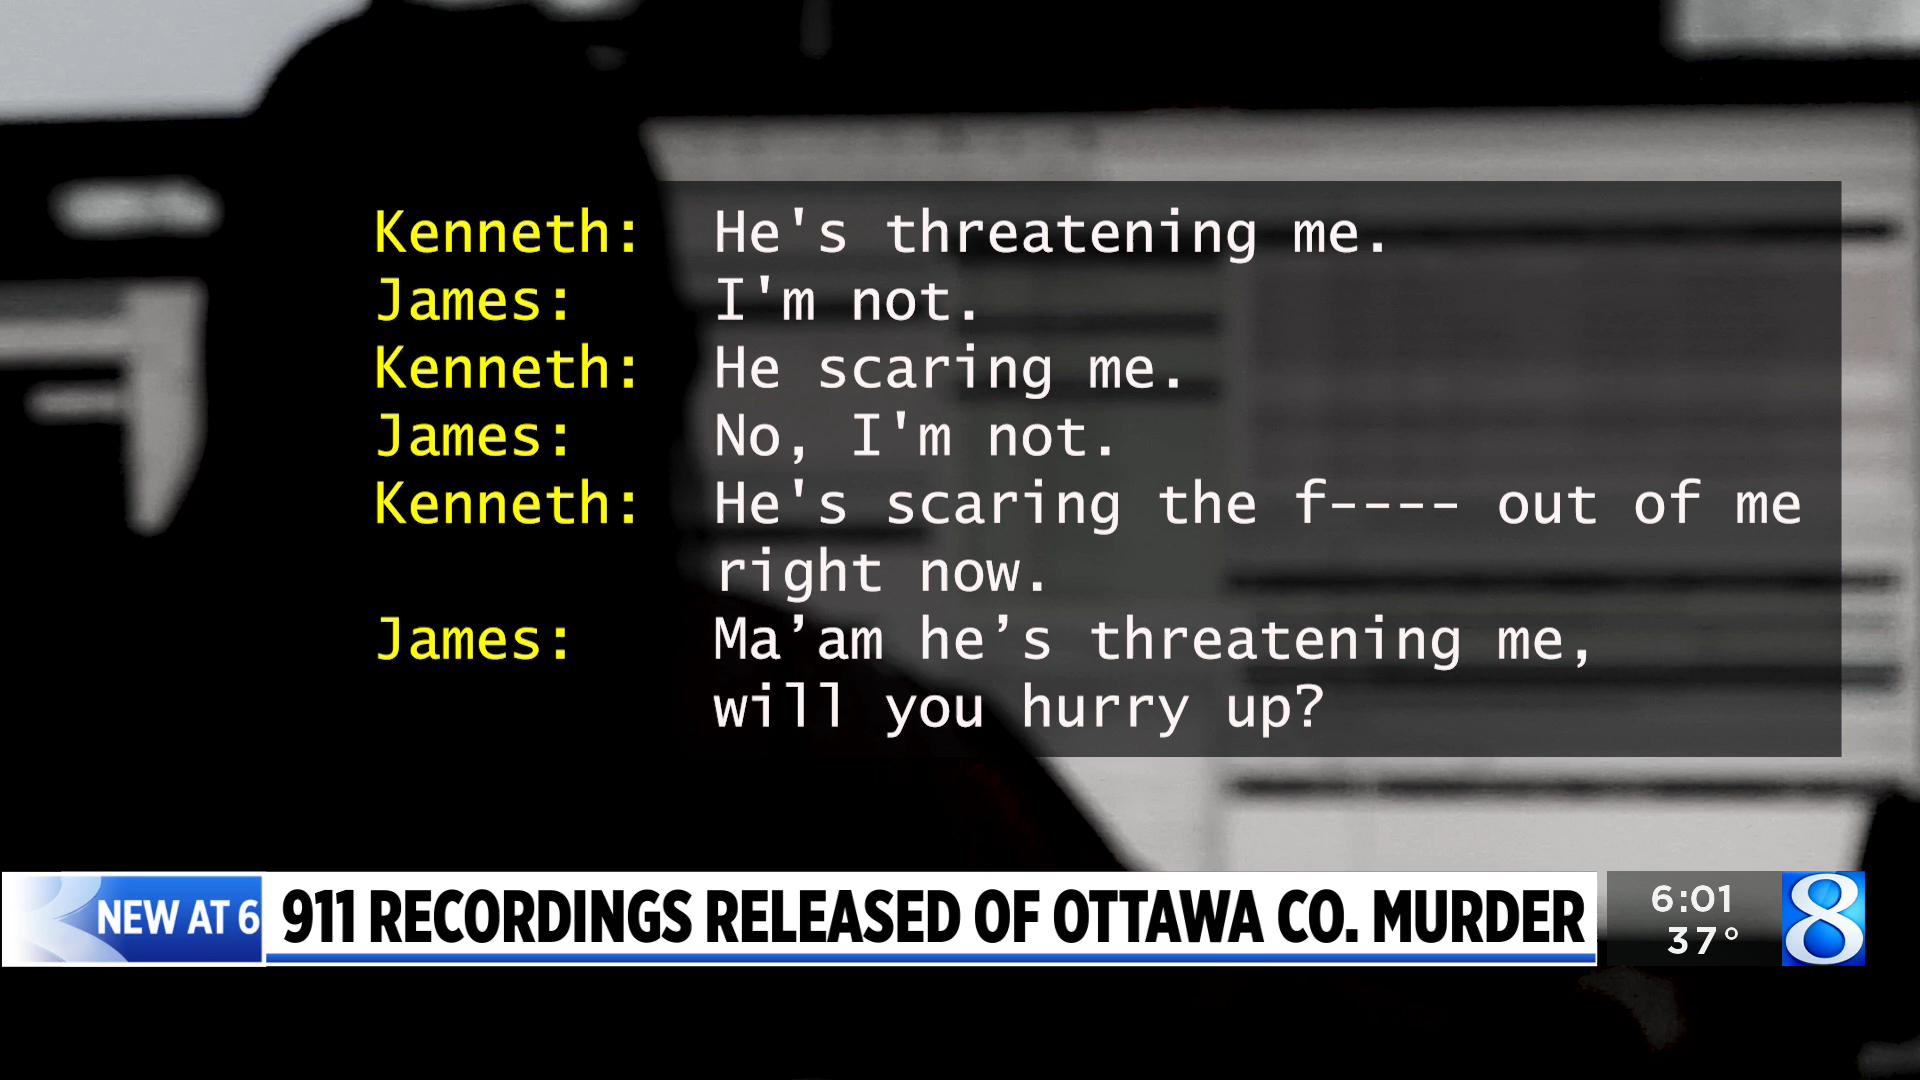 Kenneth: He's threatening me.
James: I'm not.
Kenneth: He scaring me.
James: No, I'm not.
Kenneth: He's scaring the f---- out of me
right now.
James: Ma’am he’s threatening me,
will you hurry up?
NEW AT 6
911 RECORDINGS RELEASED OF OTTAWA CO. MURDER
6:01
37°
8